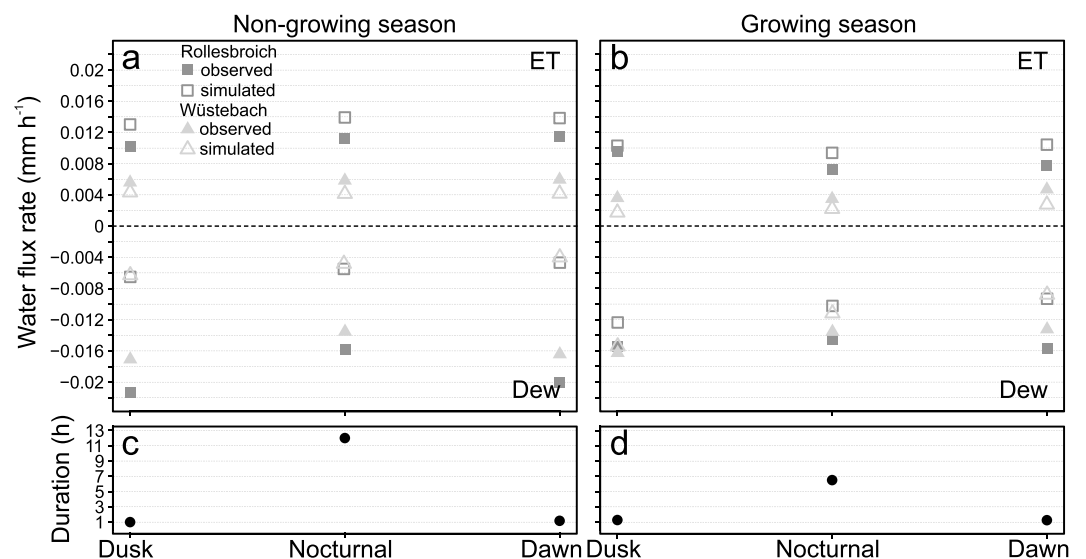 Non-growing season
Growing season
a
ET
b
ET
Rollesbroich
observed
simulated
Wüstebach
observed
simulated
Water flux rate (mm h⁻¹)
0.02
0.016
0.012
0.008
0.004
0
−0.004
−0.008
−0.012
−0.016
−0.02
Dew
Dew
c
d
Duration (h)
13
11
9
7
5
3
1
Dusk
Nocturnal
Dawn
Dusk
Nocturnal
Dawn